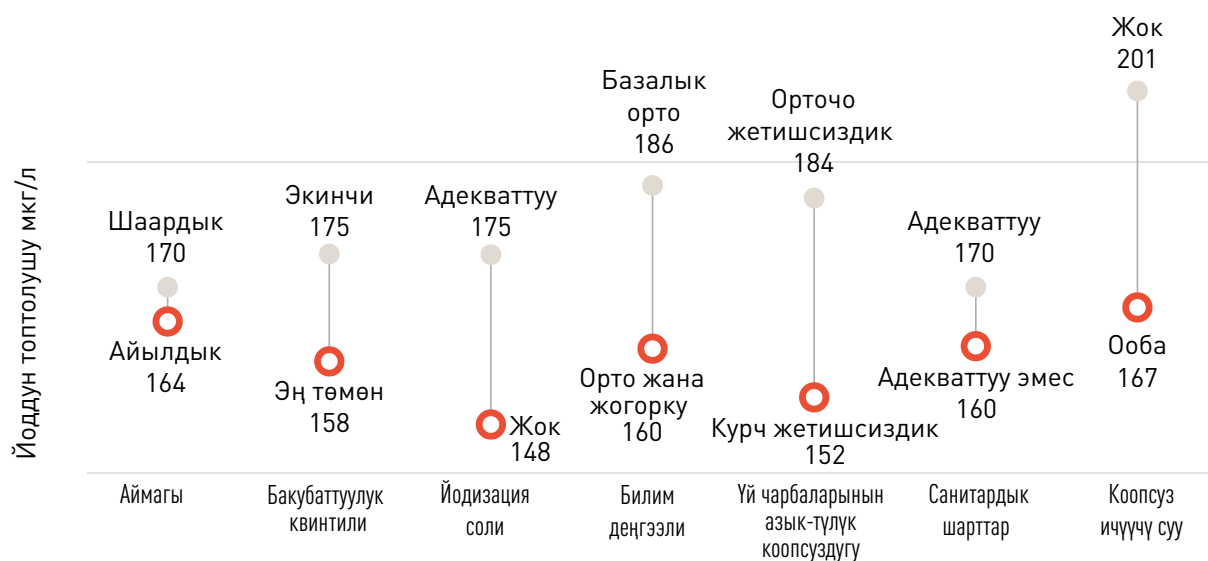 Йоддун топтолушу мкг/л
Шаардык
170
Айылдык
164
Аймагы
Экинчи
175
Эң төмөн
158
Бакубаттуулук
квинтили
Адекваттуу
175
Жок
148
Йодизация
соли
Базалык
орто
186
Орто жана
жогорку
160
Билим
деңгээли
Орточо
жетишсиздик
184
Курч жетишсиздик
152
Үй чарбаларынын
азык-түлүк
коопсуздугу
Адекваттуу
170
Адекваттуу эмес
160
Санитардык
шарттар
Жок
201
Ооба
167
Коопсуз
ичүүчү суу